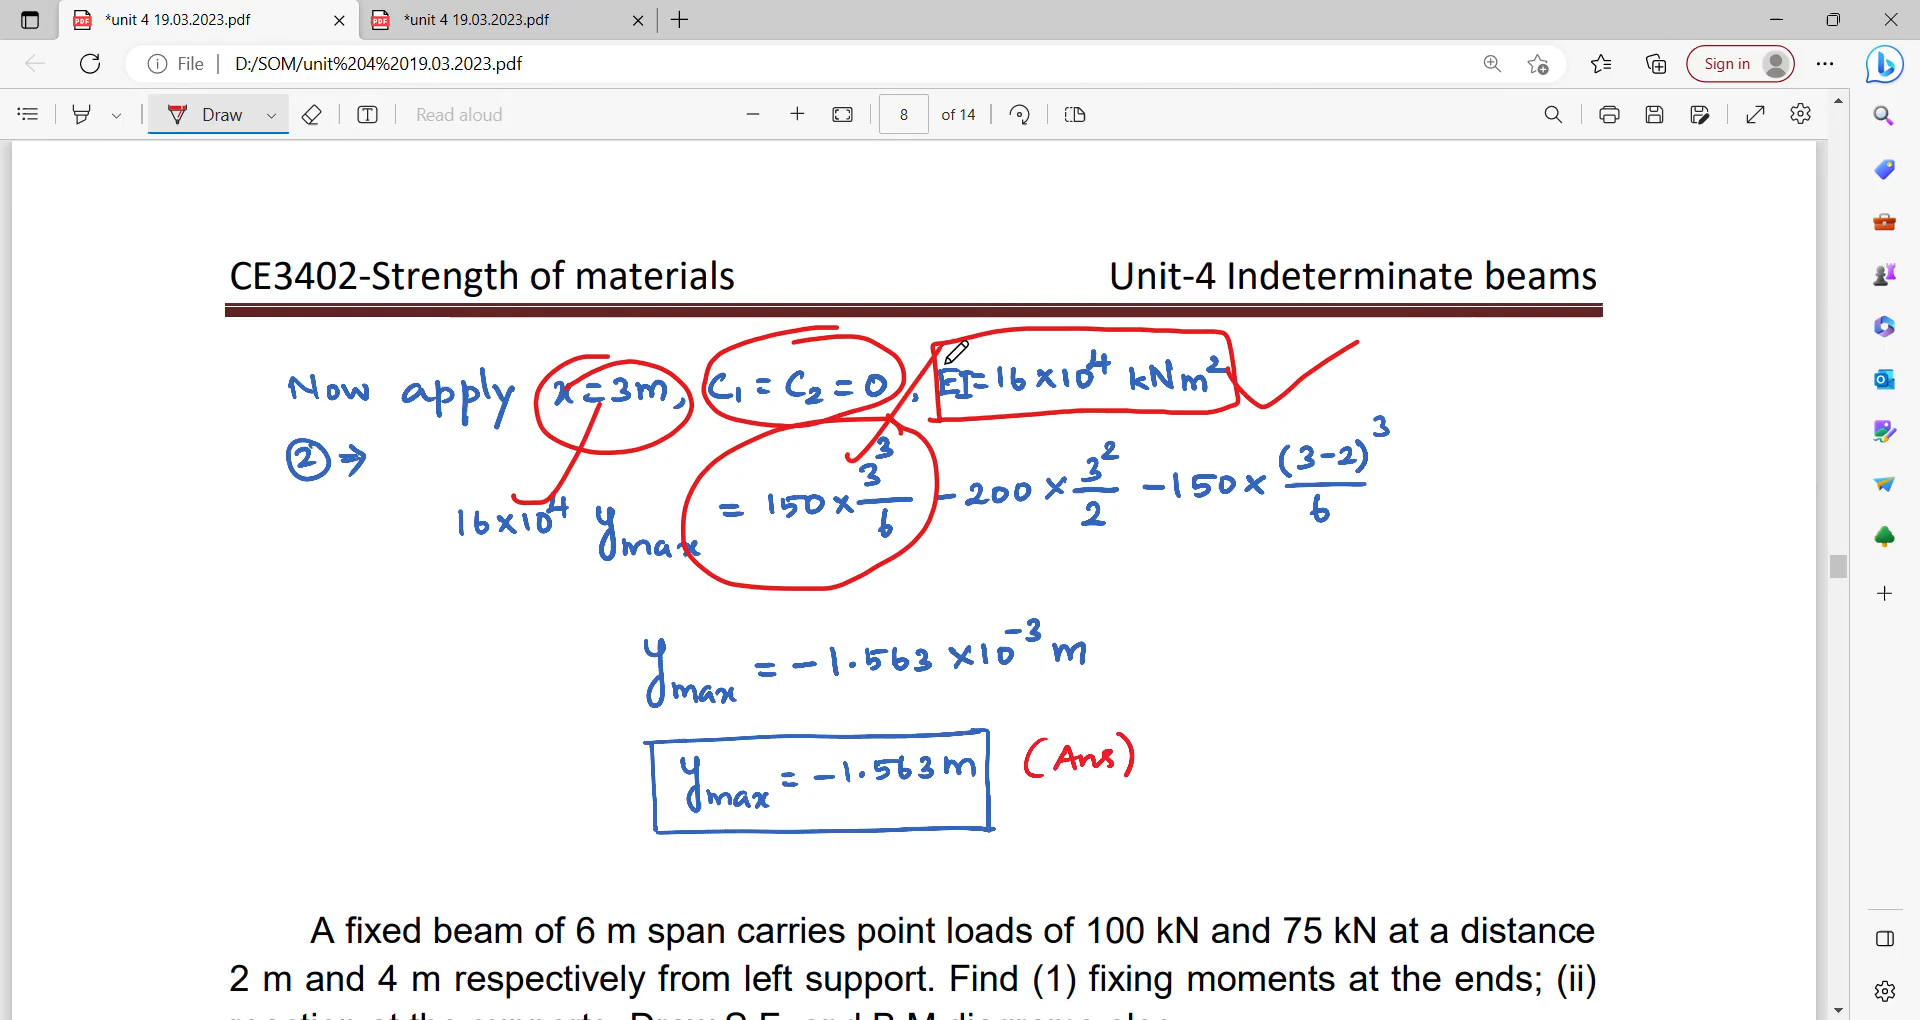 *unit 4 19.03.2023.pdf
*unit 4 19.03.2023.pdf
File
D:/SOM/unit%204%2019.03.2023.pdf
Sign in
Draw
Read aloud
8 of 14
CE3402-Strength of materials
Unit-4 Indeterminate beams
Now apply x=3m, C₁ = C₂ = 0, EI=16×10⁴ kNm²
② ⇒
16×10⁴ ymax = 150×3³/6 - 200×3²/2 - 150×(3-2)³/6
ymax = -1.563 ×10⁻³ m
ymax = -1.563 m (Ans)
A fixed beam of 6 m span carries point loads of 100 kN and 75 kN at a distance
2 m and 4 m respectively from left support. Find (1) fixing moments at the ends; (ii)